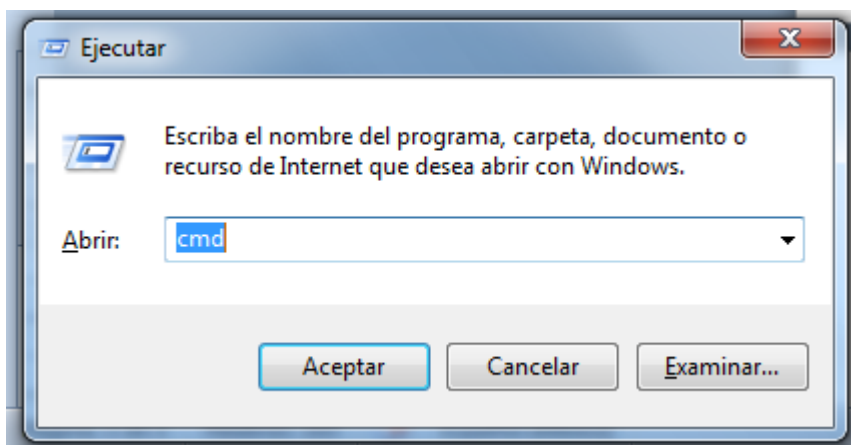 Ejecutar
Escriba el nombre del programa, carpeta, documento o
recurso de Internet que desea abrir con Windows.
Abrir: cmd
Aceptar Cancelar Examinar...